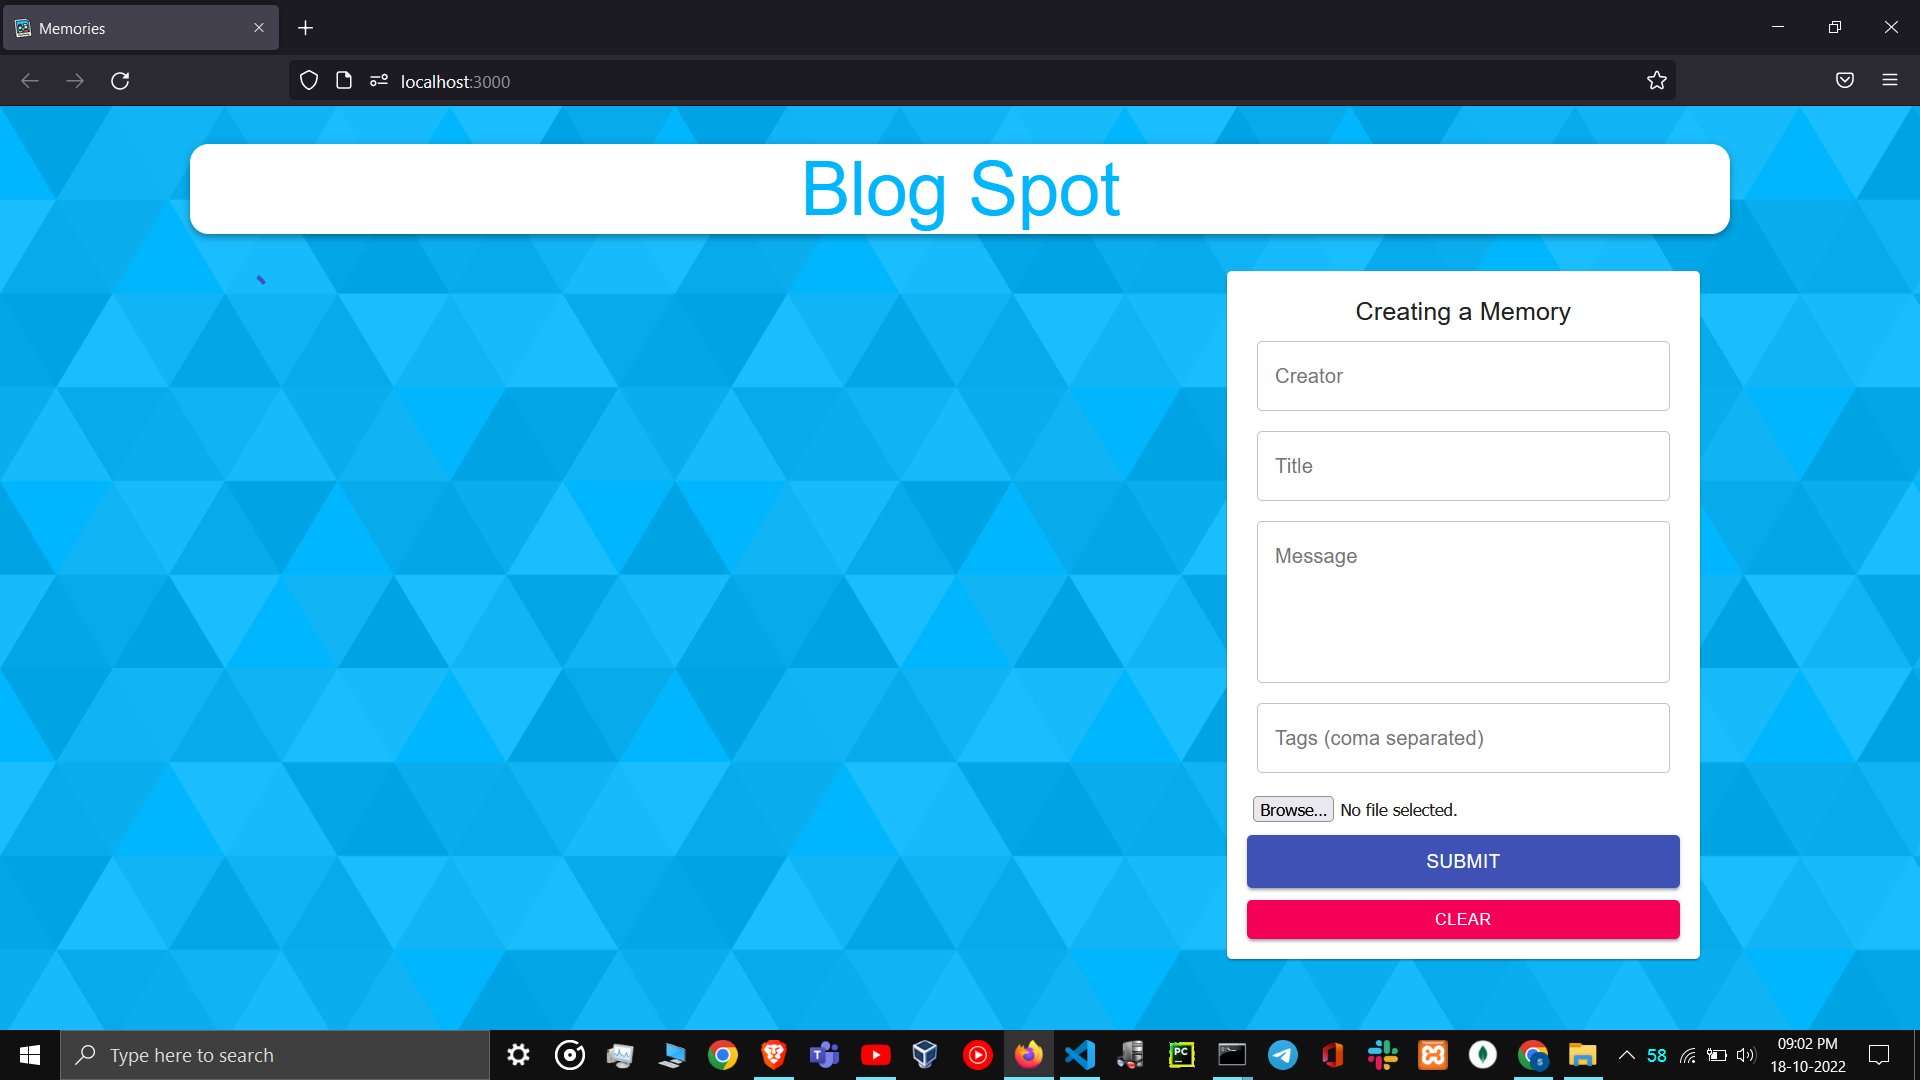 Memories
localhost:3000
Blog Spot
Creating a Memory
Creator
Title
Message
Tags (coma separated)
Browse... No file selected.
SUBMIT
CLEAR
Type here to search
PC
58
09:02 PM
18-10-2022